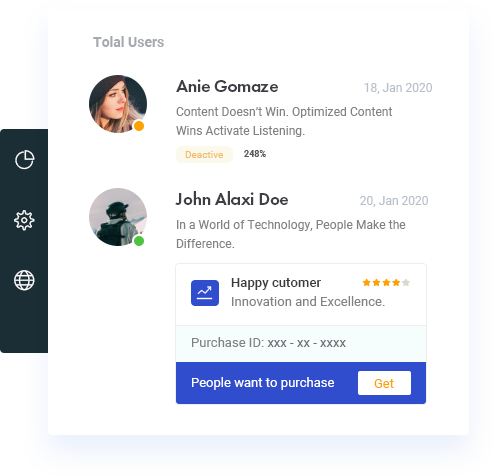 Tolal Users
Anie Gomaze 18, Jan 2020
Content Doesn't Win. Optimized Content
Wins Activate Listening.
Deactive 248%
John Alaxi Doe 20, Jan 2020
In a World of Technology, People Make the
Difference.
Happy cutomer
Innovation and Excellence.
Purchase ID: xxx - xx - xxxx
People want to purchase Get